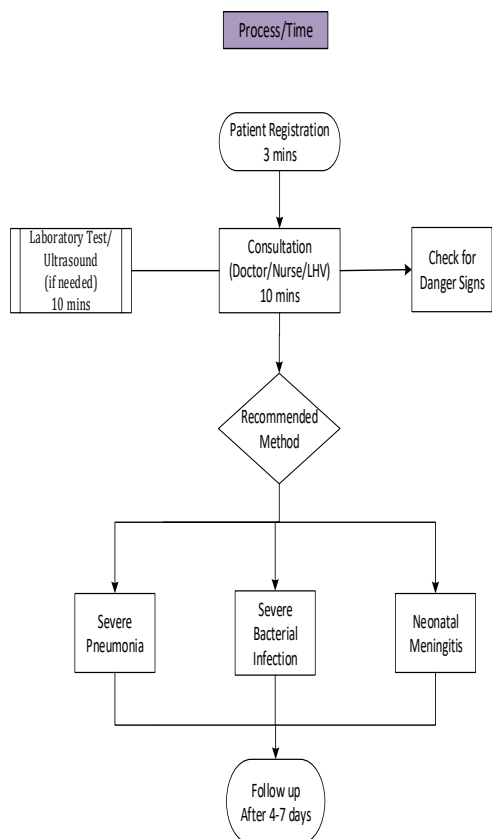 Process/Time
Patient Registration
3 mins
Laboratory Test/
Ultrasound
(if needed)
10 mins
Consultation
(Doctor/Nurse/LHV)
10 mins
Check for
Danger Signs
Recommended
Method
Severe
Pneumonia
Severe
Bacterial
Infection
Neonatal
Meningitis
Follow up
After 4-7 days